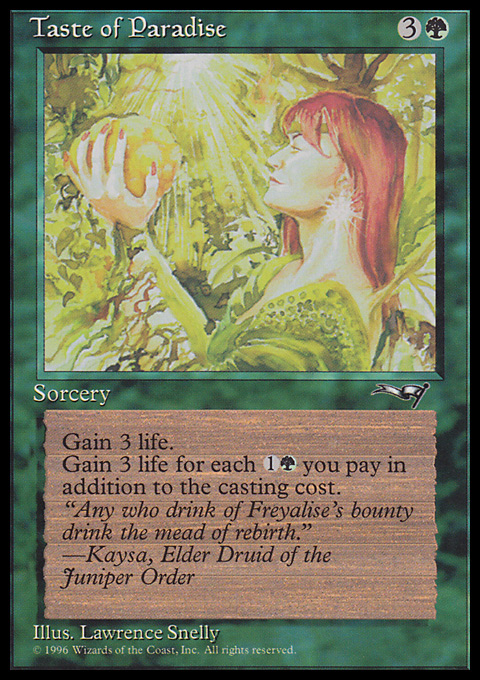 Taste of Paradise 3
Sorcery
Gain 3 life.
Gain 3 life for each 1 you pay in
addition to the casting cost.
“Any who drink of Freyalise’s bounty
drink the mead of rebirth.”
—Kaysa, Elder Druid of the
Juniper Order
Illus. Lawrence Snelly
© 1996 Wizards of the Coast, Inc. All rights reserved.